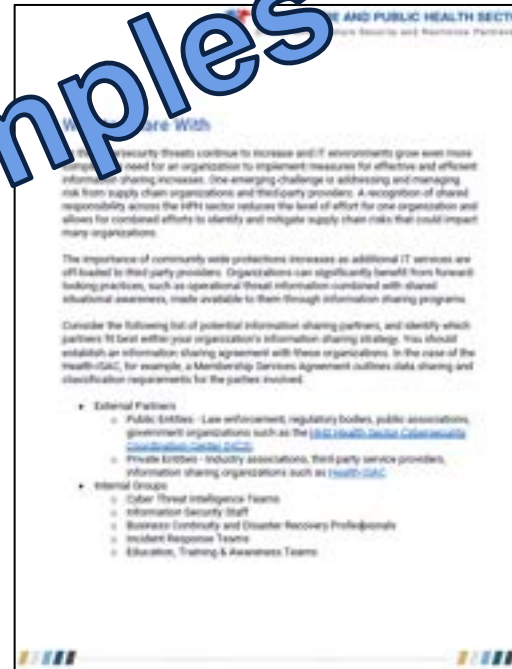 mples
E AND PUBLIC HEALTH SECTO
Security and Resilience Partner
are With
cybersecurity threats continue to increase and IT environments grow even more
need for an organization to implement measures for effective and efficient
information sharing increases. One emerging challenge is addressing and managing
risk from supply chain organizations and third-party providers. A recognition of shared
responsibility across the HPH sector reduces the level of effort for one organization and
allows for combined efforts to identify and mitigate supply chain risks that could impact
many organizations.
The importance of community wide protections increases as additional IT services are
off-loaded to third party providers. Organizations can significantly benefit from forward-
looking practices, such as operational threat information combined with shared
situational awareness, made available to them through information sharing programs.
Consider the following list of potential information sharing partners, and identify which
partners fit best within your organization's information sharing strategy. You should
establish an information sharing agreement with these organizations. In the case of the
Health-ISAC, for example, a Membership Services Agreement outlines data sharing and
classification requirements for the parties involved.
• External Partners
o Public Entities - Law enforcement, regulatory bodies, public associations,
government organizations such as the HHS Health Sector Cybersecurity
Coordination Center (HC3)
o Private Entities - Industry associations, third party service providers,
information sharing organizations such as Health-ISAC
• Internal Groups
o Cyber Threat Intelligence Teams
o Information Security Staff
o Business Continuity and Disaster Recovery Professionals
o Incident Response Teams
o Education, Training & Awareness Teams